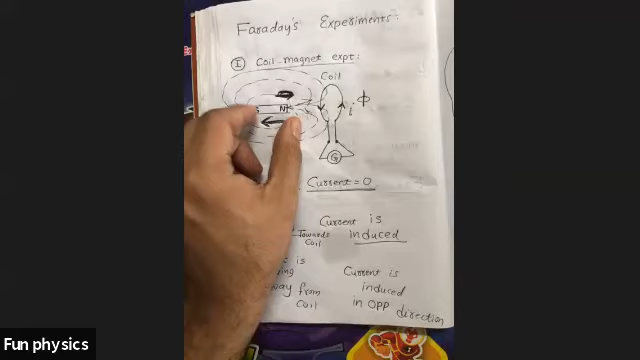 Faraday's Experiments:
I Coil-magnet expt:
Coil
N
i ϕ
G
Current = 0
Current is
Towards induced
Coil
is Current is
away from induced
Coil in OPP direction
Fun physics